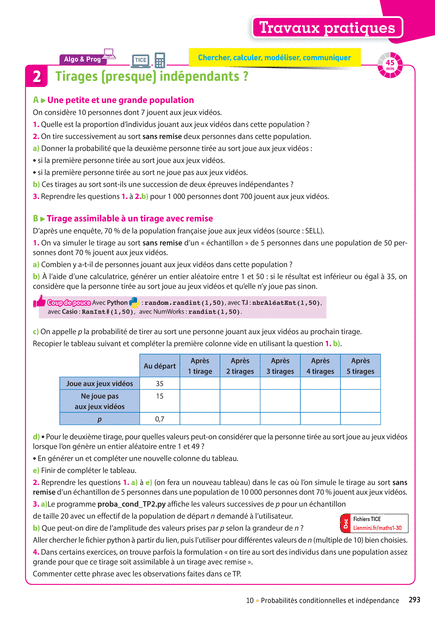 Travaux pratiques
Algo & Prog
TICE
Chercher, calculer, modéliser, communiquer
45
min
2 Tirages (presque) indépendants ?
A ▸ Une petite et une grande population
On considère 10 personnes dont 7 jouent aux jeux vidéos.
1. Quelle est la proportion d'individus jouant aux jeux vidéos dans cette population ?
2. On tire successivement au sort sans remise deux personnes dans cette population.
a) Donner la probabilité que la deuxième personne tirée au sort joue aux jeux vidéos :
• si la première personne tirée au sort joue aux jeux vidéos.
• si la première personne tirée au sort ne joue pas aux jeux vidéos.
b) Ces tirages au sort sont-ils une succession de deux épreuves indépendantes ?
3. Reprendre les questions 1. à 2.b) pour 1 000 personnes dont 700 jouent aux jeux vidéos.
B ▸ Tirage assimilable à un tirage avec remise
D'après une enquête, 70 % de la population française joue aux jeux vidéos (source : SELL).
1. On va simuler le tirage au sort sans remise d'un « échantillon » de 5 personnes dans une population de 50 per-
sonnes dont 70 % jouent aux jeux vidéos.
a) Combien y a-t-il de personnes jouant aux jeux vidéos dans cette population ?
b) À l'aide d'une calculatrice, générer un entier aléatoire entre 1 et 50 : si le résultat est inférieur ou égal à 35, on
considère que la personne tirée au sort joue au jeux vidéos et qu'elle n'y joue pas sinon.
Coup de pouce Avec Python : random.randint(1,50), avec TI : nbrAléatEnt(1,50),
avec Casio : RanInt#(1,50), avec NumWorks : randint(1,50).
c) On appelle p la probabilité de tirer au sort une personne jouant aux jeux vidéos au prochain tirage.
Recopier le tableau suivant et compléter la première colonne vide en utilisant la question 1. b).
Au départ Après 1 tirage Après 2 tirages Après 3 tirages Après 4 tirages Après 5 tirages
Joue aux jeux vidéos 35
Ne joue pas aux jeux vidéos 15
p 0,7
d) • Pour le deuxième tirage, pour quelles valeurs peut-on considérer que la personne tirée au sort joue au jeux vidéo
lorsque l'on génère un entier aléatoire entre 1 et 49 ?
• En générer un et compléter une nouvelle colonne du tableau.
e) Finir de compléter le tableau.
2. Reprendre les questions 1. a) à e) (on fera un nouveau tableau) dans le cas où l'on simule le tirage au sort sans
remise d'un échantillon de 5 personnes dans une population de 10 000 personnes dont 70 % jouent aux jeux vidéos.
3. a) Le programme proba_cond_TP2.py affiche les valeurs successives de p pour un échantillon
de taille 20 avec un effectif de la population de départ n demandé à l'utilisateur.
b) Que peut-on dire de l'amplitude des valeurs prises par p selon la grandeur de n ?
DOC
Fichiers TICE
Lienmini.fr/maths1-30
Aller chercher le fichier python à partir du lien, puis l'utiliser pour différentes valeurs de n (multiple de 10) bien choisies.
4. Dans certains exercices, on trouve parfois la formulation « on tire au sort des individus dans une population assez
grande pour que ce tirage soit assimilable à un tirage avec remise ».
Commenter cette phrase avec les observations faites dans ce TP.
10 • Probabilités conditionnelles et indépendance 293